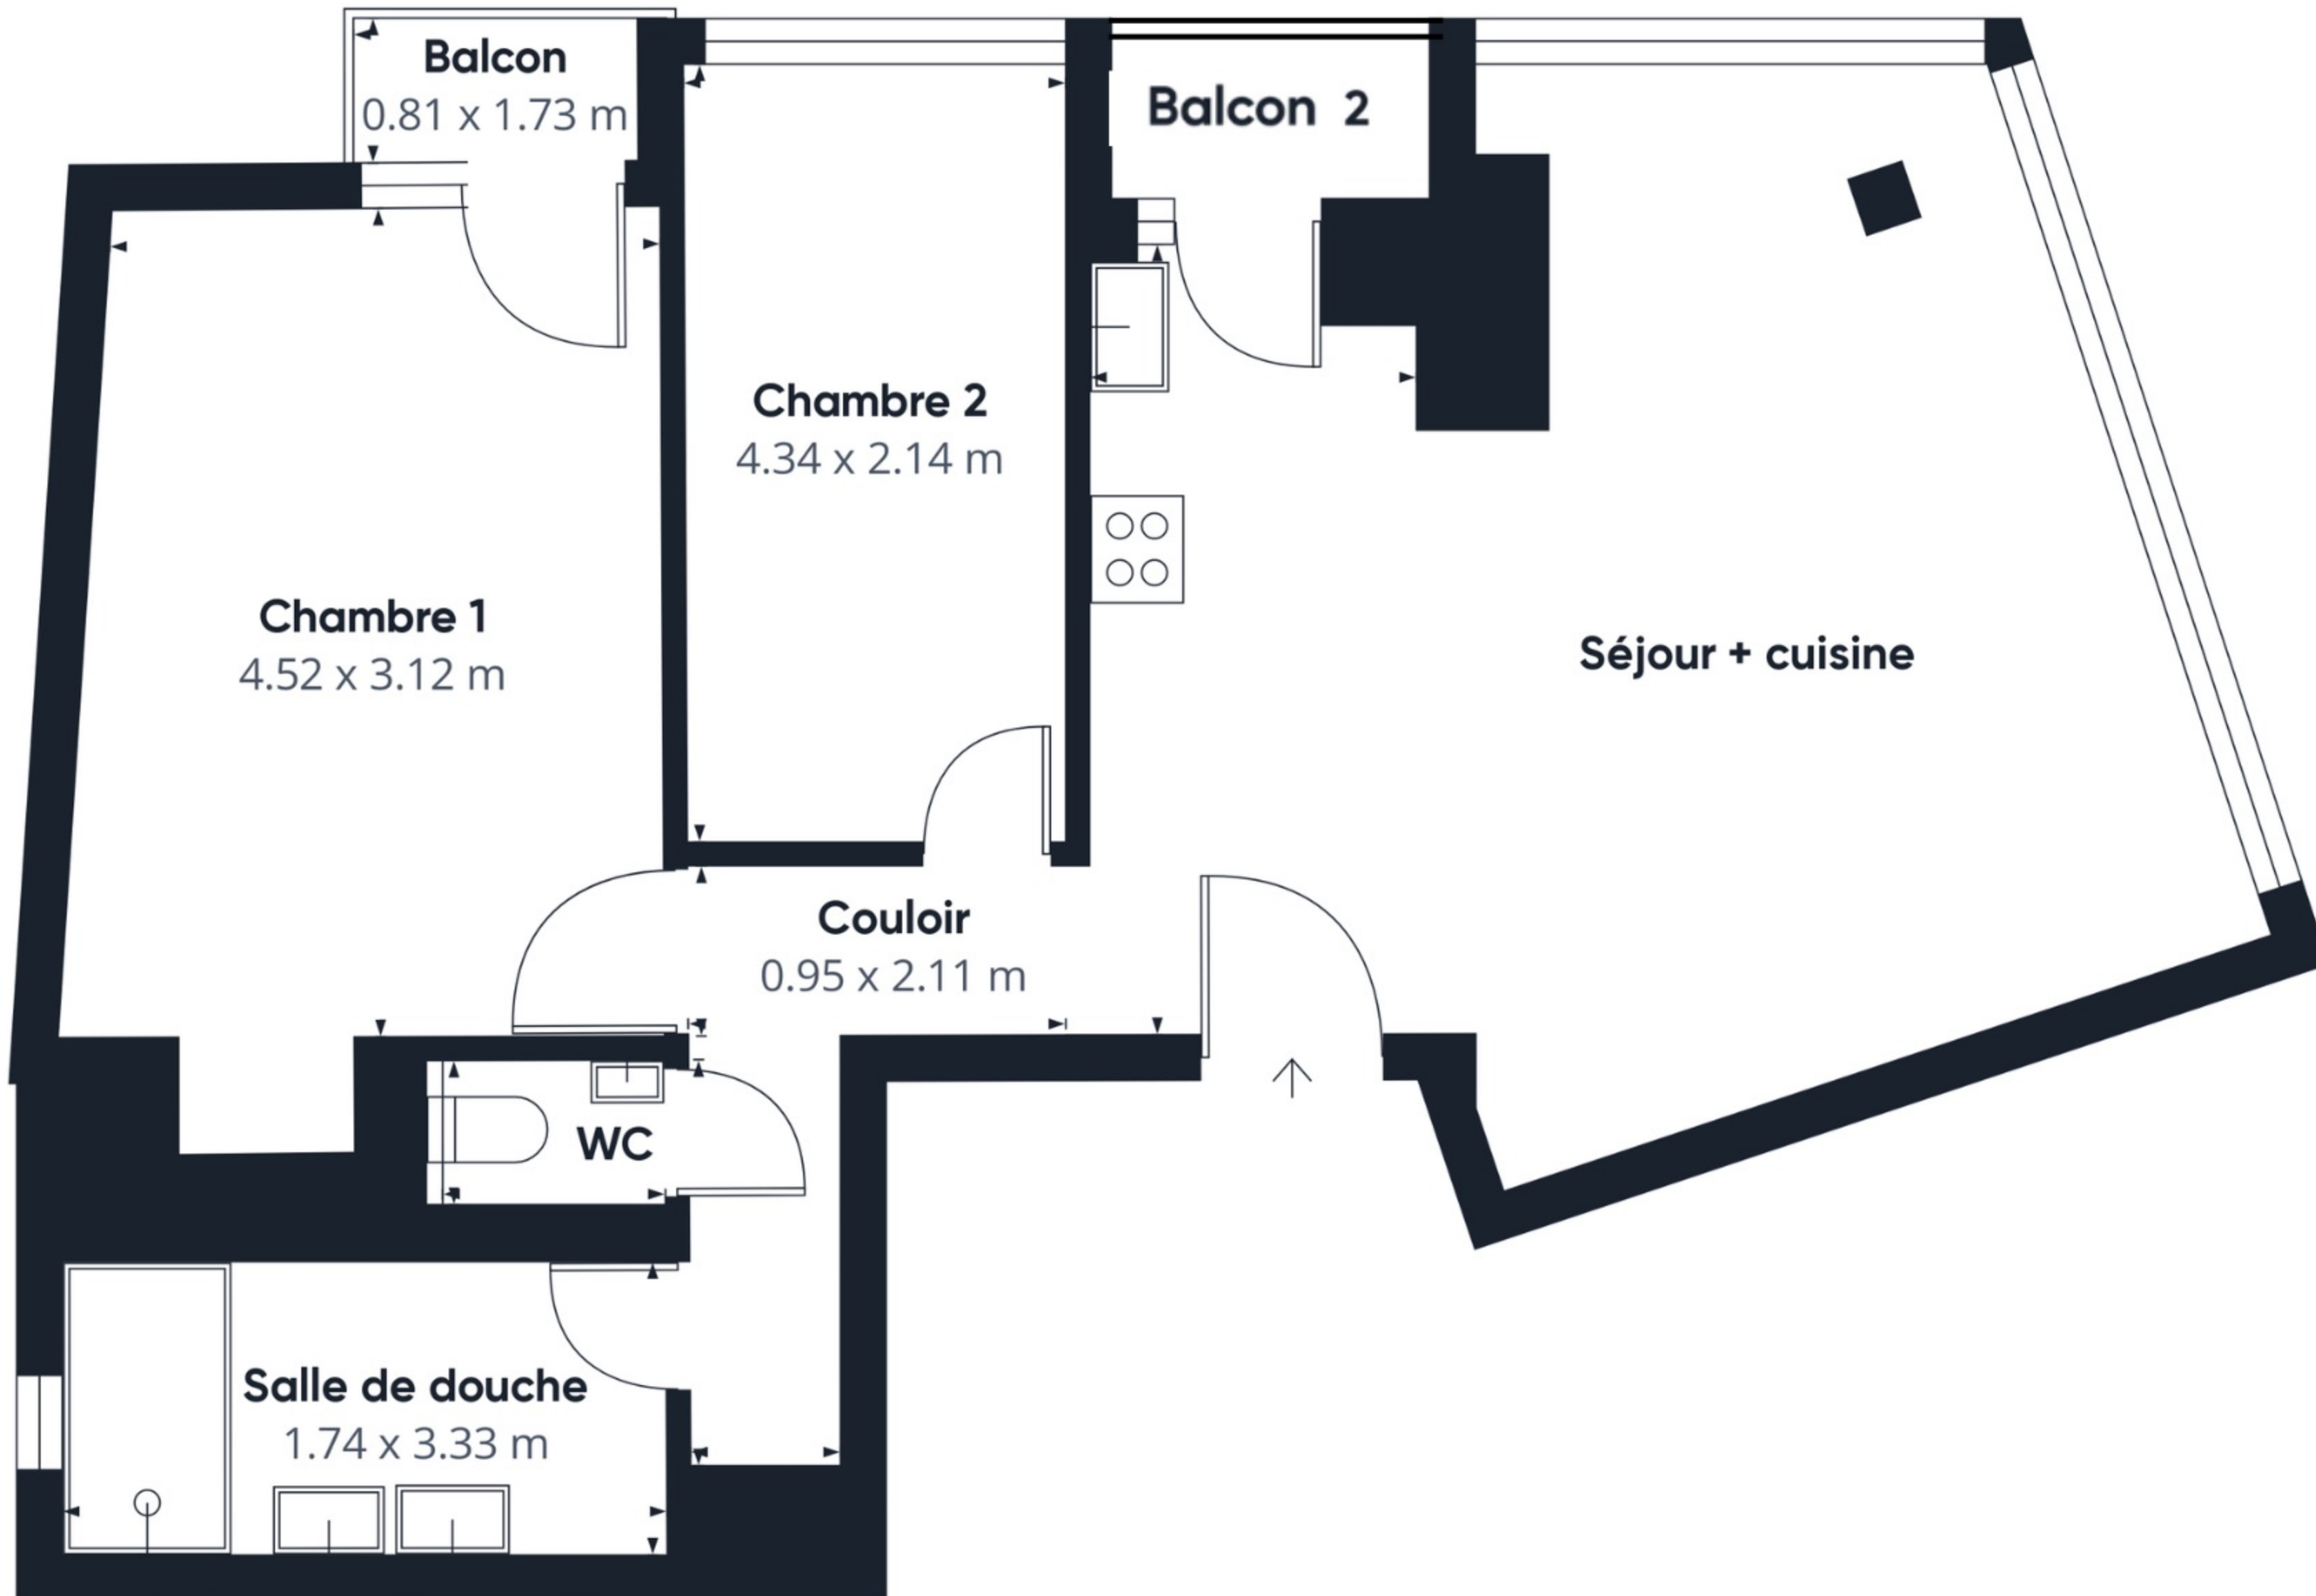 Balcon
0.81 x 1.73 m
Balcon 2
Chambre 2
4.34 x 2.14 m
Chambre 1
4.52 x 3.12 m
Séjour + cuisine
Couloir
0.95 x 2.11 m
WC
Salle de douche
1.74 x 3.33 m